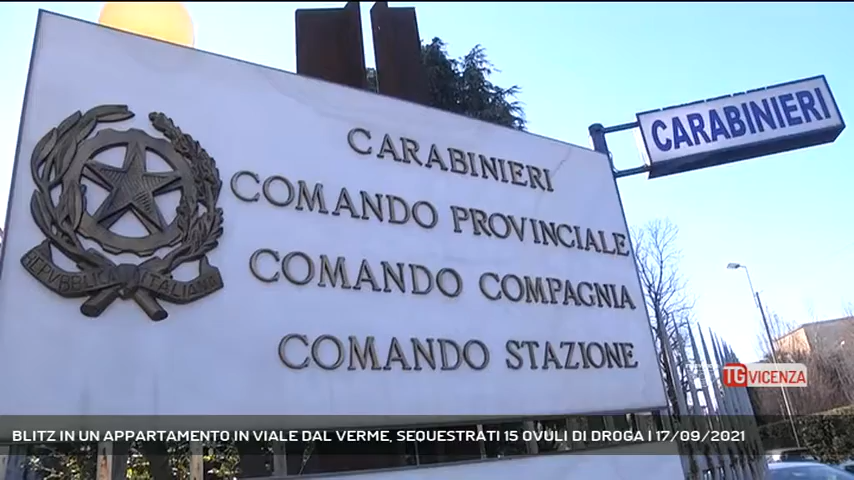 CARABINIERI
COMANDO PROVINCIALE
COMANDO COMPAGNIA
COMANDO STAZIONE
REPVBBLICA ITALIANA
CARABINIERI
TG VICENZA
BLITZ IN UN APPARTAMENTO IN VIALE DAL VERME, SEQUESTRATI 15 OVULI DI DROGA | 17/09/2021